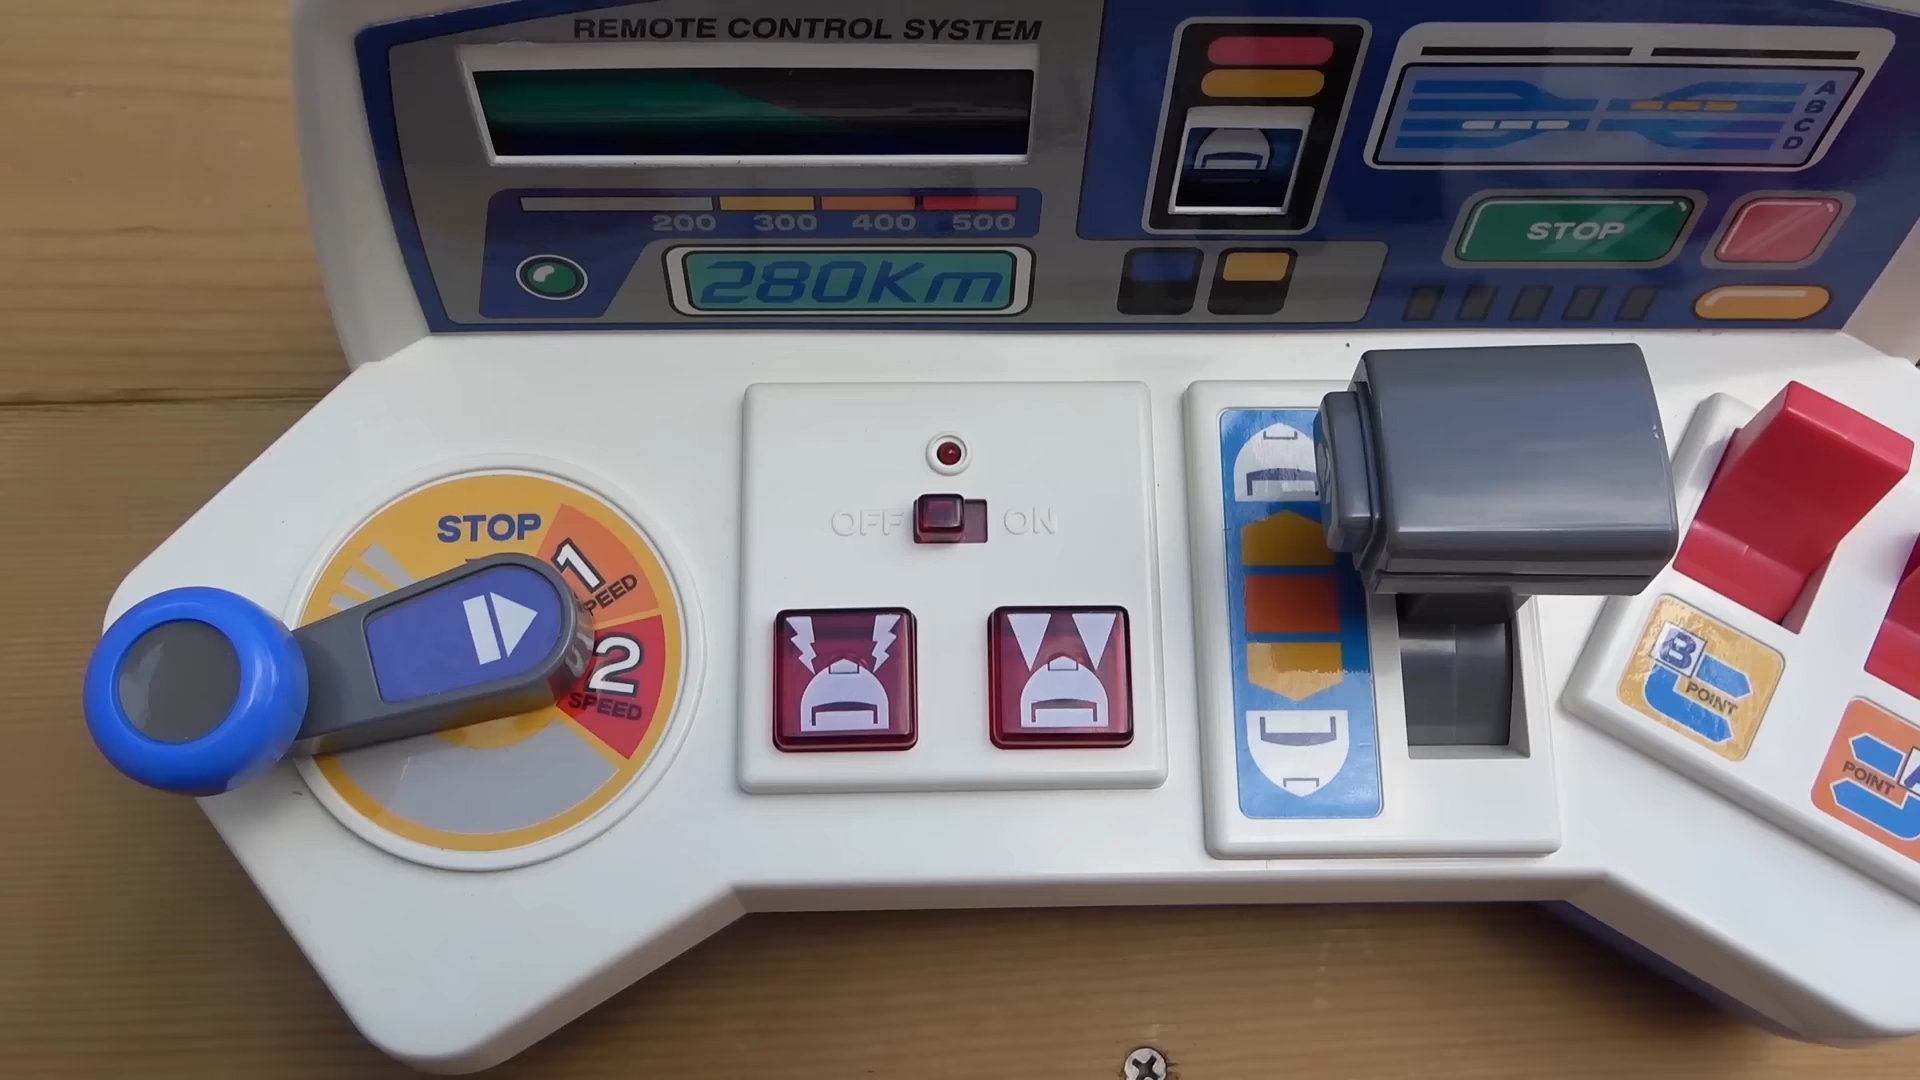 REMOTE CONTROL SYSTEM
200 300 400 500
280Km
A
B
C
D
STOP
OFF ON
STOP
1
SPEED
2
SPEED
B
POINT
POINT
A